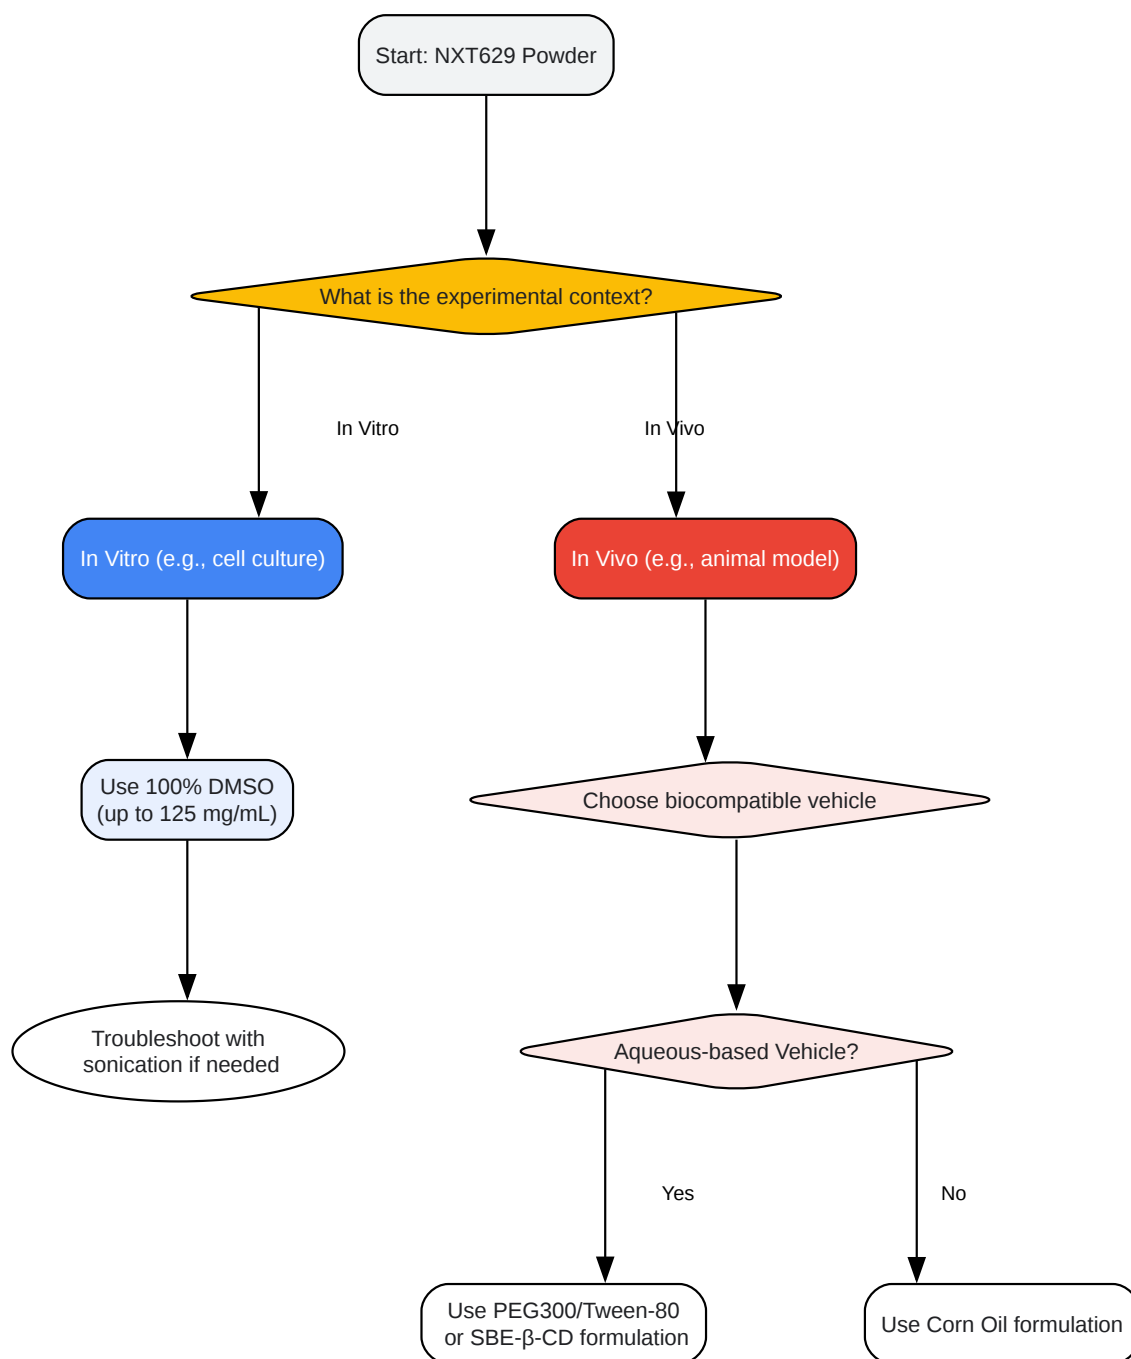 Start: NXT629 Powder
What is the experimental context?
In Vitro
In Vivo
In Vitro (e.g., cell culture)
In Vivo (e.g., animal model)
Use 100% DMSO
(up to 125 mg/mL)
Choose biocompatible vehicle
Troubleshoot with
sonication if needed
Aqueous-based Vehicle?
Yes
No
Use PEG300/Tween-80
or SBE-β-CD formulation
Use Corn Oil formulation